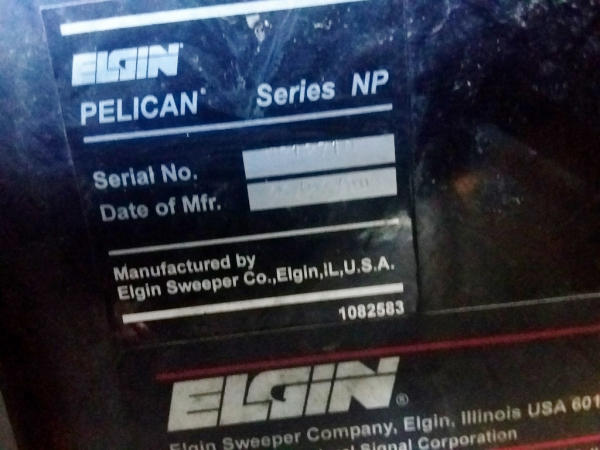 ELGIN
PELICAN® Series NP
Serial No.
Date of Mfr.
Manufactured by
Elgin Sweeper Co.,Elgin,IL,U.S.A.
1082583
ELGIN®
Elgin Sweeper Company, Elgin, Illinois USA 601
Signal Corporation